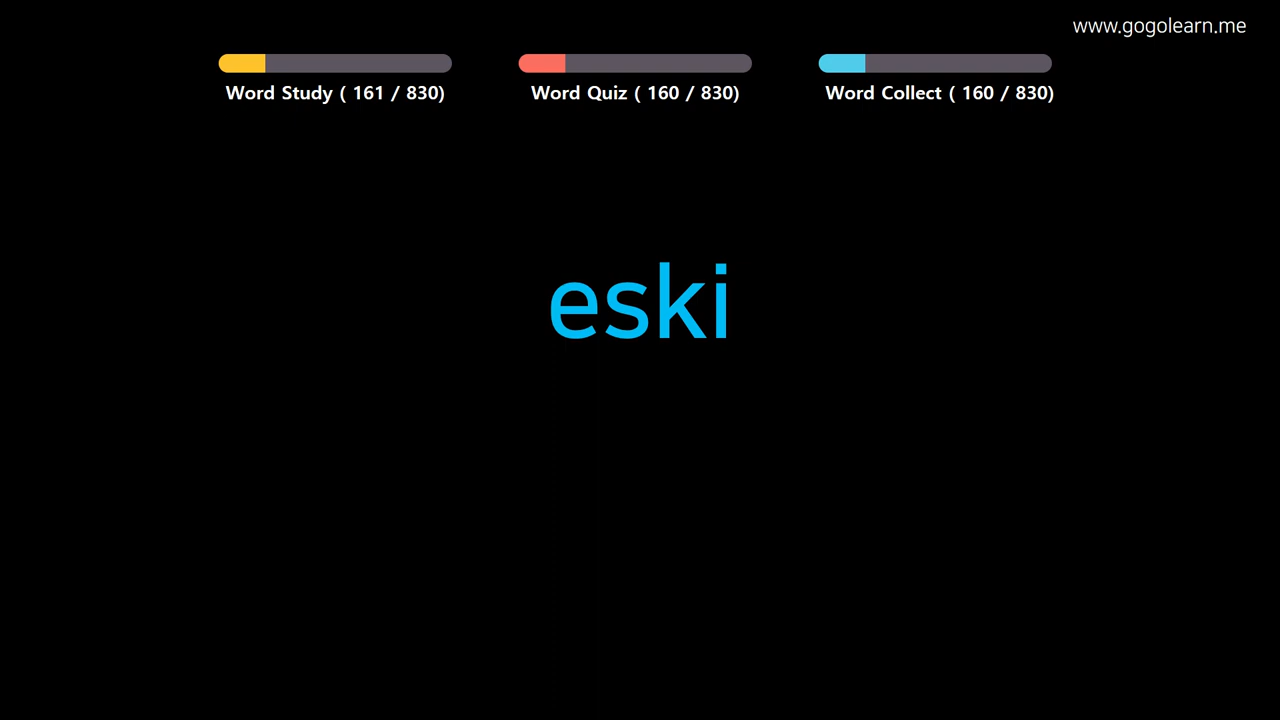 www.gogolearn.me
Word Study ( 161 / 830)
Word Quiz ( 160 / 830)
Word Collect ( 160 / 830)
eski